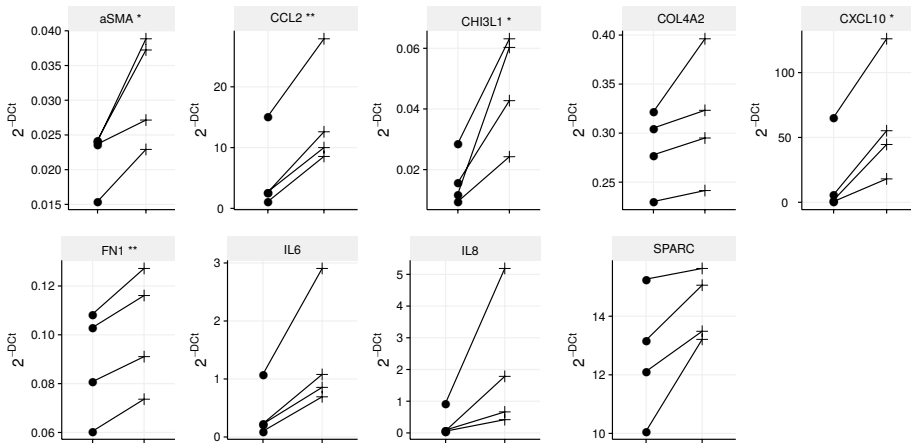 aSMA *
0.040
0.035
0.030
0.025
0.020
0.015
2^−DCt
CCL2 **
20
10
0
2^−DCt
CHI3L1 *
0.06
0.04
0.02
2^−DCt
COL4A2
0.40
0.35
0.30
0.25
2^−DCt
CXCL10 *
100
50
0
2^−DCt
FN1 **
0.12
0.10
0.08
0.06
2^−DCt
IL6
3
2
1
0
2^−DCt
IL8
5
4
3
2
1
0
2^−DCt
SPARC
14
12
10
2^−DCt